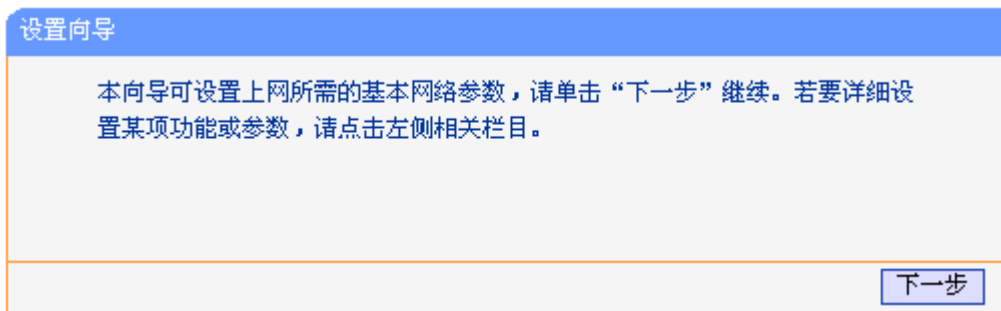 设置向导
本向导可设置上网所需的基本网络参数，请单击“下一步”继续。若要详细设
置某项功能或参数，请点击左侧相关栏目。
下一步